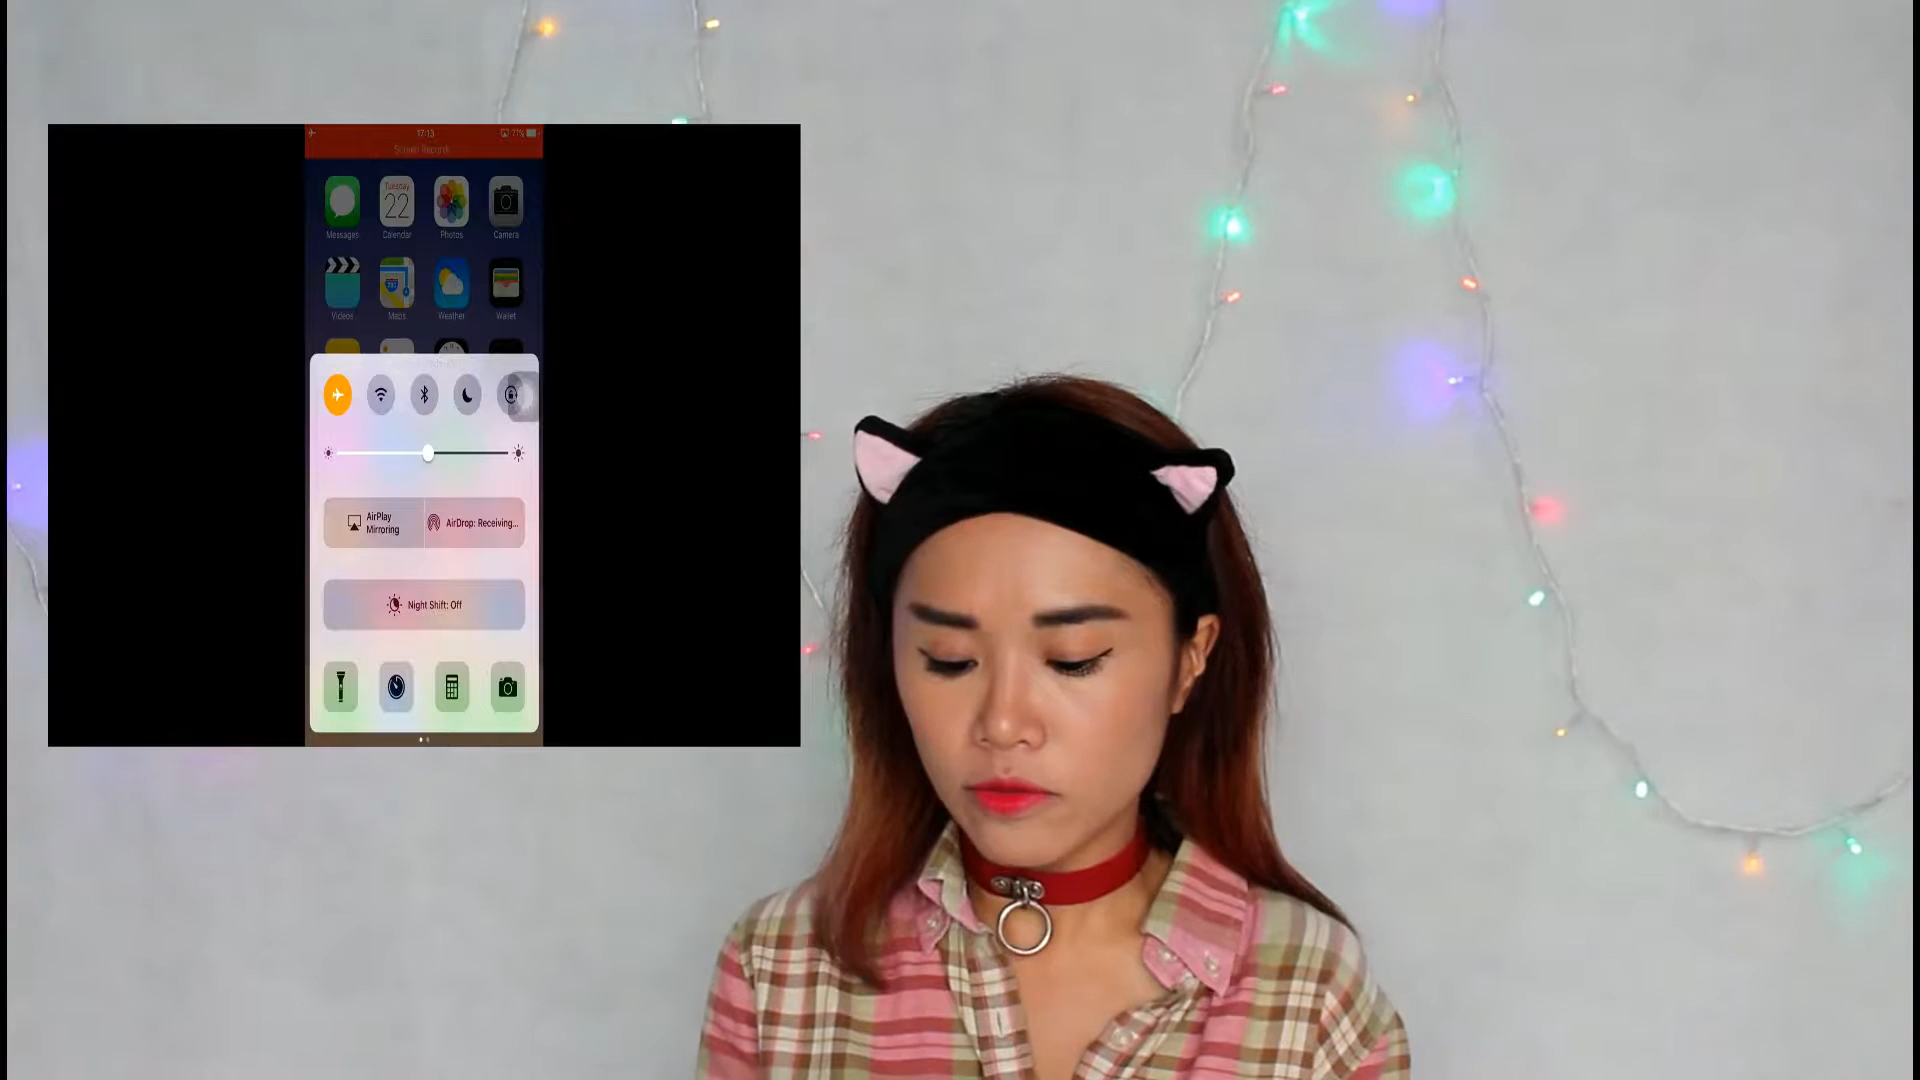 17:13
77%
Screen Recording
Messages
Tuesday
22
Calendar
Photos
Camera
Videos
Maps
Weather
Wallet
AirPlay
Mirroring
AirDrop: Receiving...
Night Shift: Off